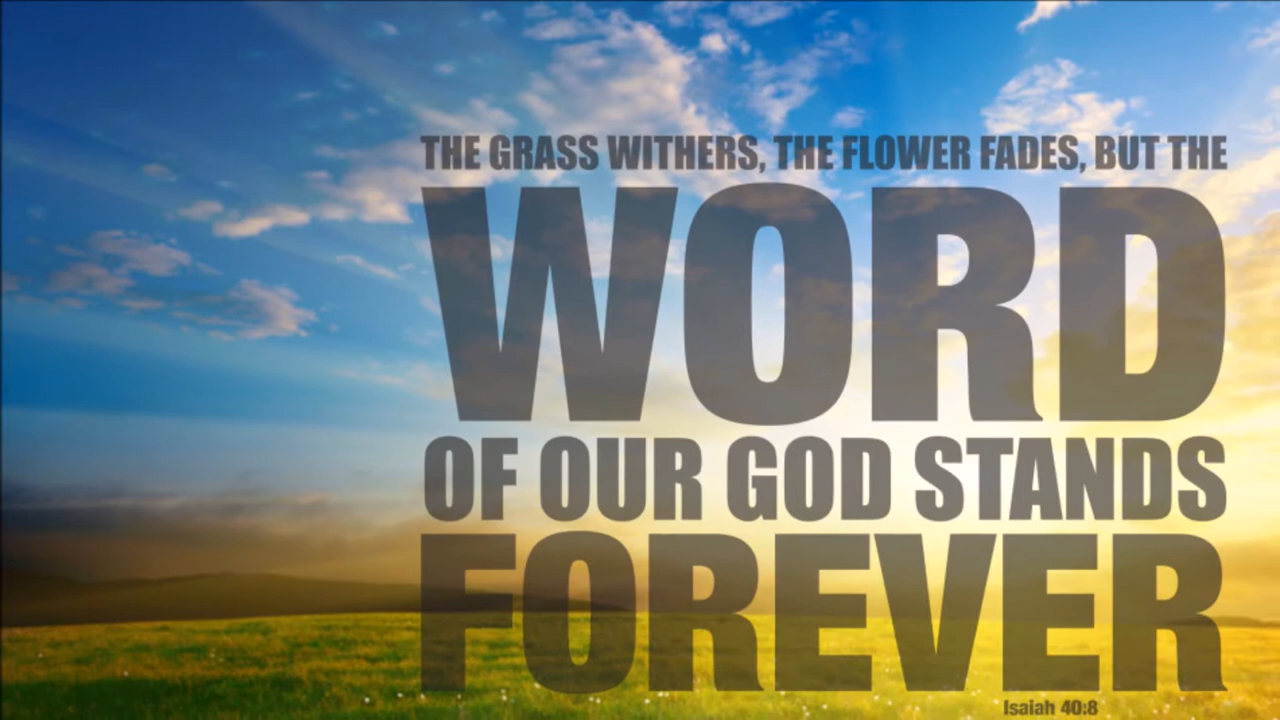 THE GRASS WITHERS, THE FLOWER FADES, BUT THE
WORD
OF OUR GOD STANDS
FOREVER
Isaiah 40:8